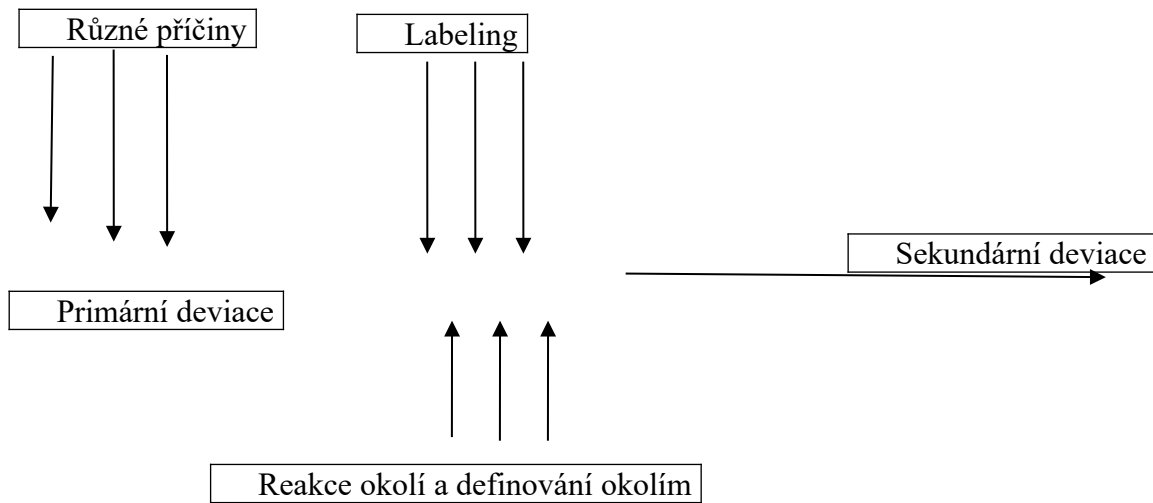 Různé příčiny
Labeling
Sekundární deviace
Primární deviace
Reakce okolí a definování okolím